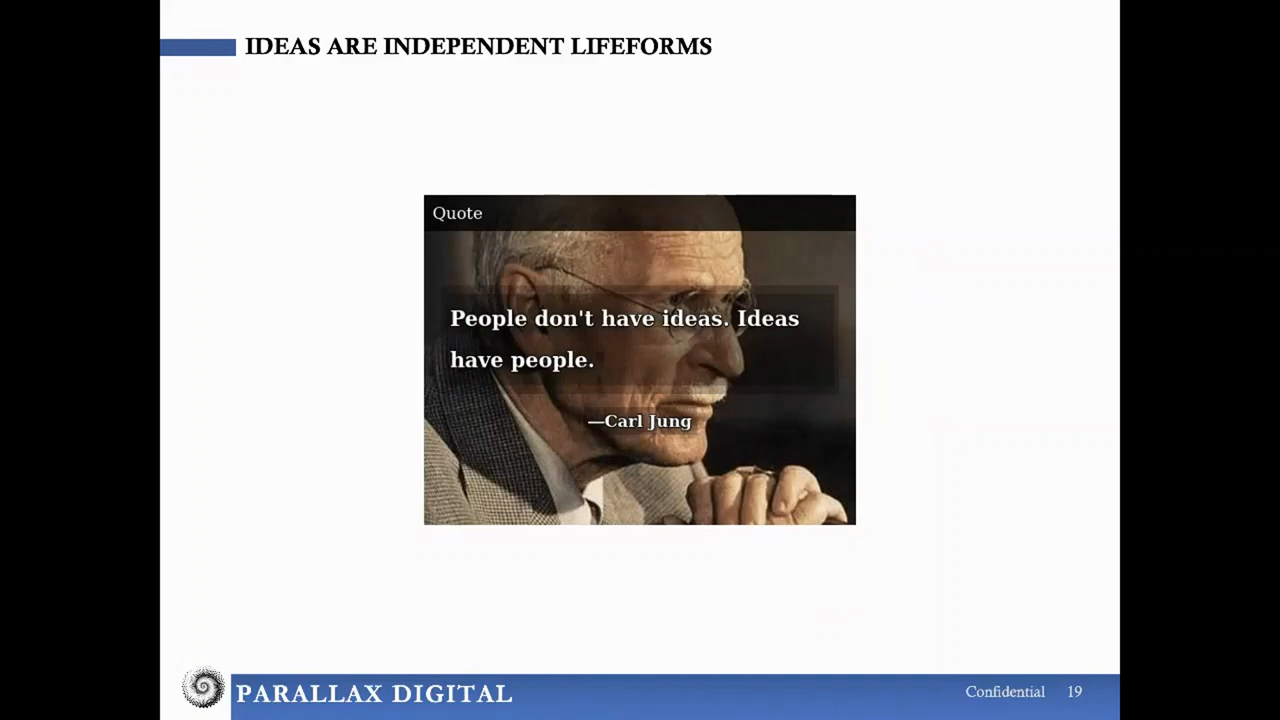 IDEAS ARE INDEPENDENT LIFEFORMS
Quote
People don't have ideas. Ideas
have people.
—Carl Jung
PARALLAX DIGITAL
Confidential 19